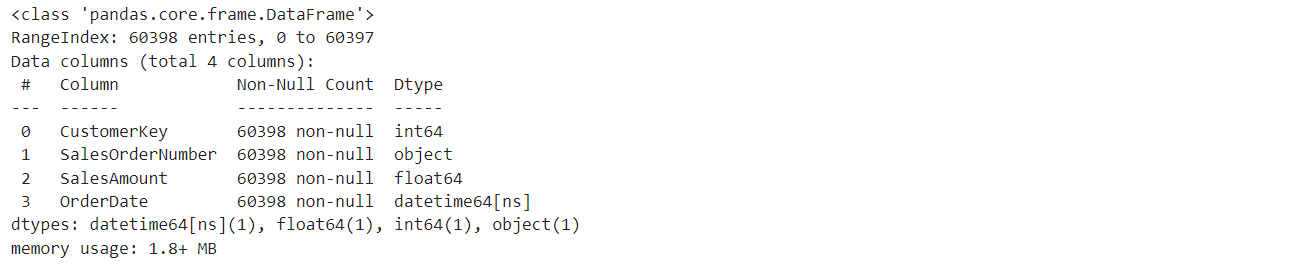 <class 'pandas.core.frame.DataFrame'>
RangeIndex: 60398 entries, 0 to 60397
Data columns (total 4 columns):
 #   Column            Non-Null Count  Dtype
---  ------            --------------  -----
 0   CustomerKey       60398 non-null  int64
 1   SalesOrderNumber  60398 non-null  object
 2   SalesAmount       60398 non-null  float64
 3   OrderDate         60398 non-null  datetime64[ns]
dtypes: datetime64[ns](1), float64(1), int64(1), object(1)
memory usage: 1.8+ MB